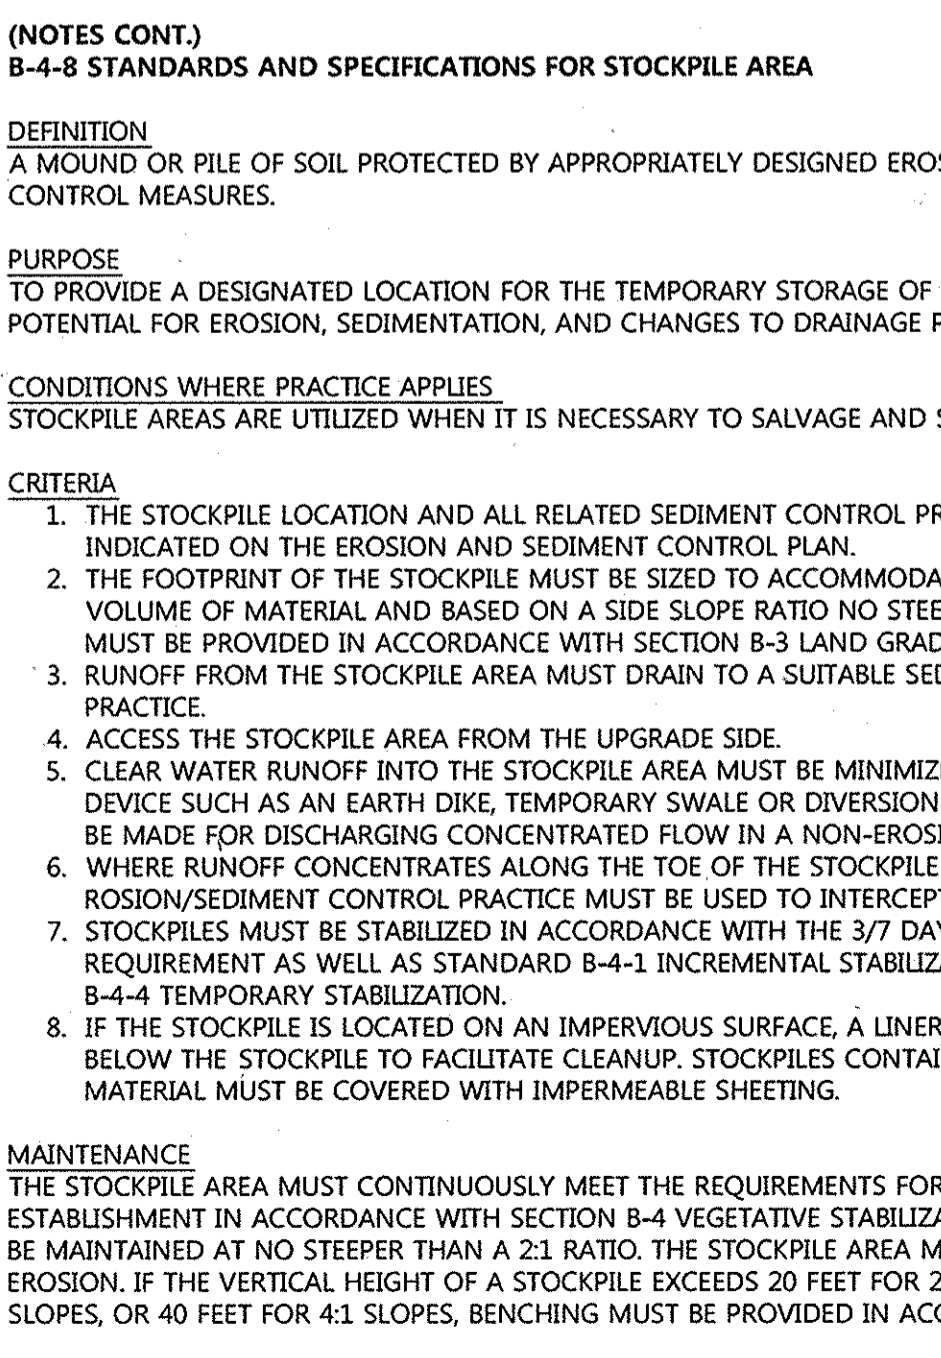 (NOTES CONT.)
B-4-8 STANDARDS AND SPECIFICATIONS FOR STOCKPILE AREA
DEFINITION
A MOUND OR PILE OF SOIL PROTECTED BY APPROPRIATELY DESIGNED EROS
CONTROL MEASURES.
PURPOSE
TO PROVIDE A DESIGNATED LOCATION FOR THE TEMPORARY STORAGE OF
POTENTIAL FOR EROSION, SEDIMENTATION, AND CHANGES TO DRAINAGE P
CONDITIONS WHERE PRACTICE APPLIES
STOCKPILE AREAS ARE UTILIZED WHEN IT IS NECESSARY TO SALVAGE AND S
CRITERIA
1. THE STOCKPILE LOCATION AND ALL RELATED SEDIMENT CONTROL PR
INDICATED ON THE EROSION AND SEDIMENT CONTROL PLAN.
2. THE FOOTPRINT OF THE STOCKPILE MUST BE SIZED TO ACCOMMODA
VOLUME OF MATERIAL AND BASED ON A SIDE SLOPE RATIO NO STEE
MUST BE PROVIDED IN ACCORDANCE WITH SECTION B-3 LAND GRAD
3. RUNOFF FROM THE STOCKPILE AREA MUST DRAIN TO A SUITABLE SED
PRACTICE.
4. ACCESS THE STOCKPILE AREA FROM THE UPGRADE SIDE.
5. CLEAR WATER RUNOFF INTO THE STOCKPILE AREA MUST BE MINIMIZE
DEVICE SUCH AS AN EARTH DIKE, TEMPORARY SWALE OR DIVERSION
BE MADE FOR DISCHARGING CONCENTRATED FLOW IN A NON-EROSI
6. WHERE RUNOFF CONCENTRATES ALONG THE TOE OF THE STOCKPILE
ROSION/SEDIMENT CONTROL PRACTICE MUST BE USED TO INTERCEPT
7. STOCKPILES MUST BE STABILIZED IN ACCORDANCE WITH THE 3/7 DAY
REQUIREMENT AS WELL AS STANDARD B-4-1 INCREMENTAL STABILIZA
B-4-4 TEMPORARY STABILIZATION.
8. IF THE STOCKPILE IS LOCATED ON AN IMPERVIOUS SURFACE, A LINER
BELOW THE STOCKPILE TO FACILITATE CLEANUP. STOCKPILES CONTAI
MATERIAL MUST BE COVERED WITH IMPERMEABLE SHEETING.
MAINTENANCE
THE STOCKPILE AREA MUST CONTINUOUSLY MEET THE REQUIREMENTS FOR
ESTABLISHMENT IN ACCORDANCE WITH SECTION B-4 VEGETATIVE STABILIZA
BE MAINTAINED AT NO STEEPER THAN A 2:1 RATIO. THE STOCKPILE AREA M
EROSION. IF THE VERTICAL HEIGHT OF A STOCKPILE EXCEEDS 20 FEET FOR 2
SLOPES, OR 40 FEET FOR 4:1 SLOPES, BENCHING MUST BE PROVIDED IN ACC